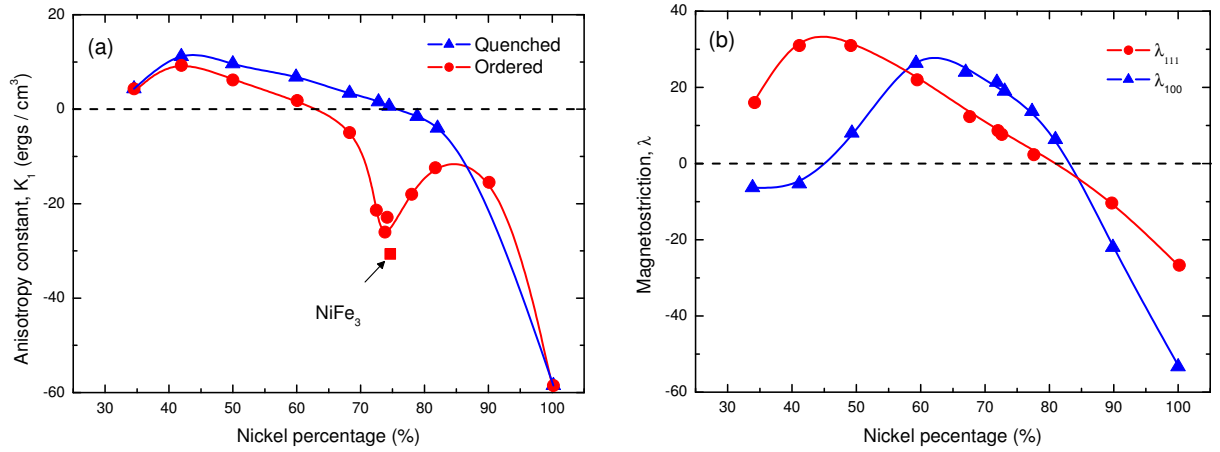 (a)
Quenched
Ordered
Anisotropy constant, K₁ (ergs / cm³)
20
10
0
-20
-40
-60
NiFe₃
30 40 50 60 70 80 90 100
Nickel percentage (%)
(b)
λ₁₁₁
λ₁₀₀
Magnetostriction, λ
40
20
0
-20
-40
-60
30 40 50 60 70 80 90 100
Nickel pecentage (%)